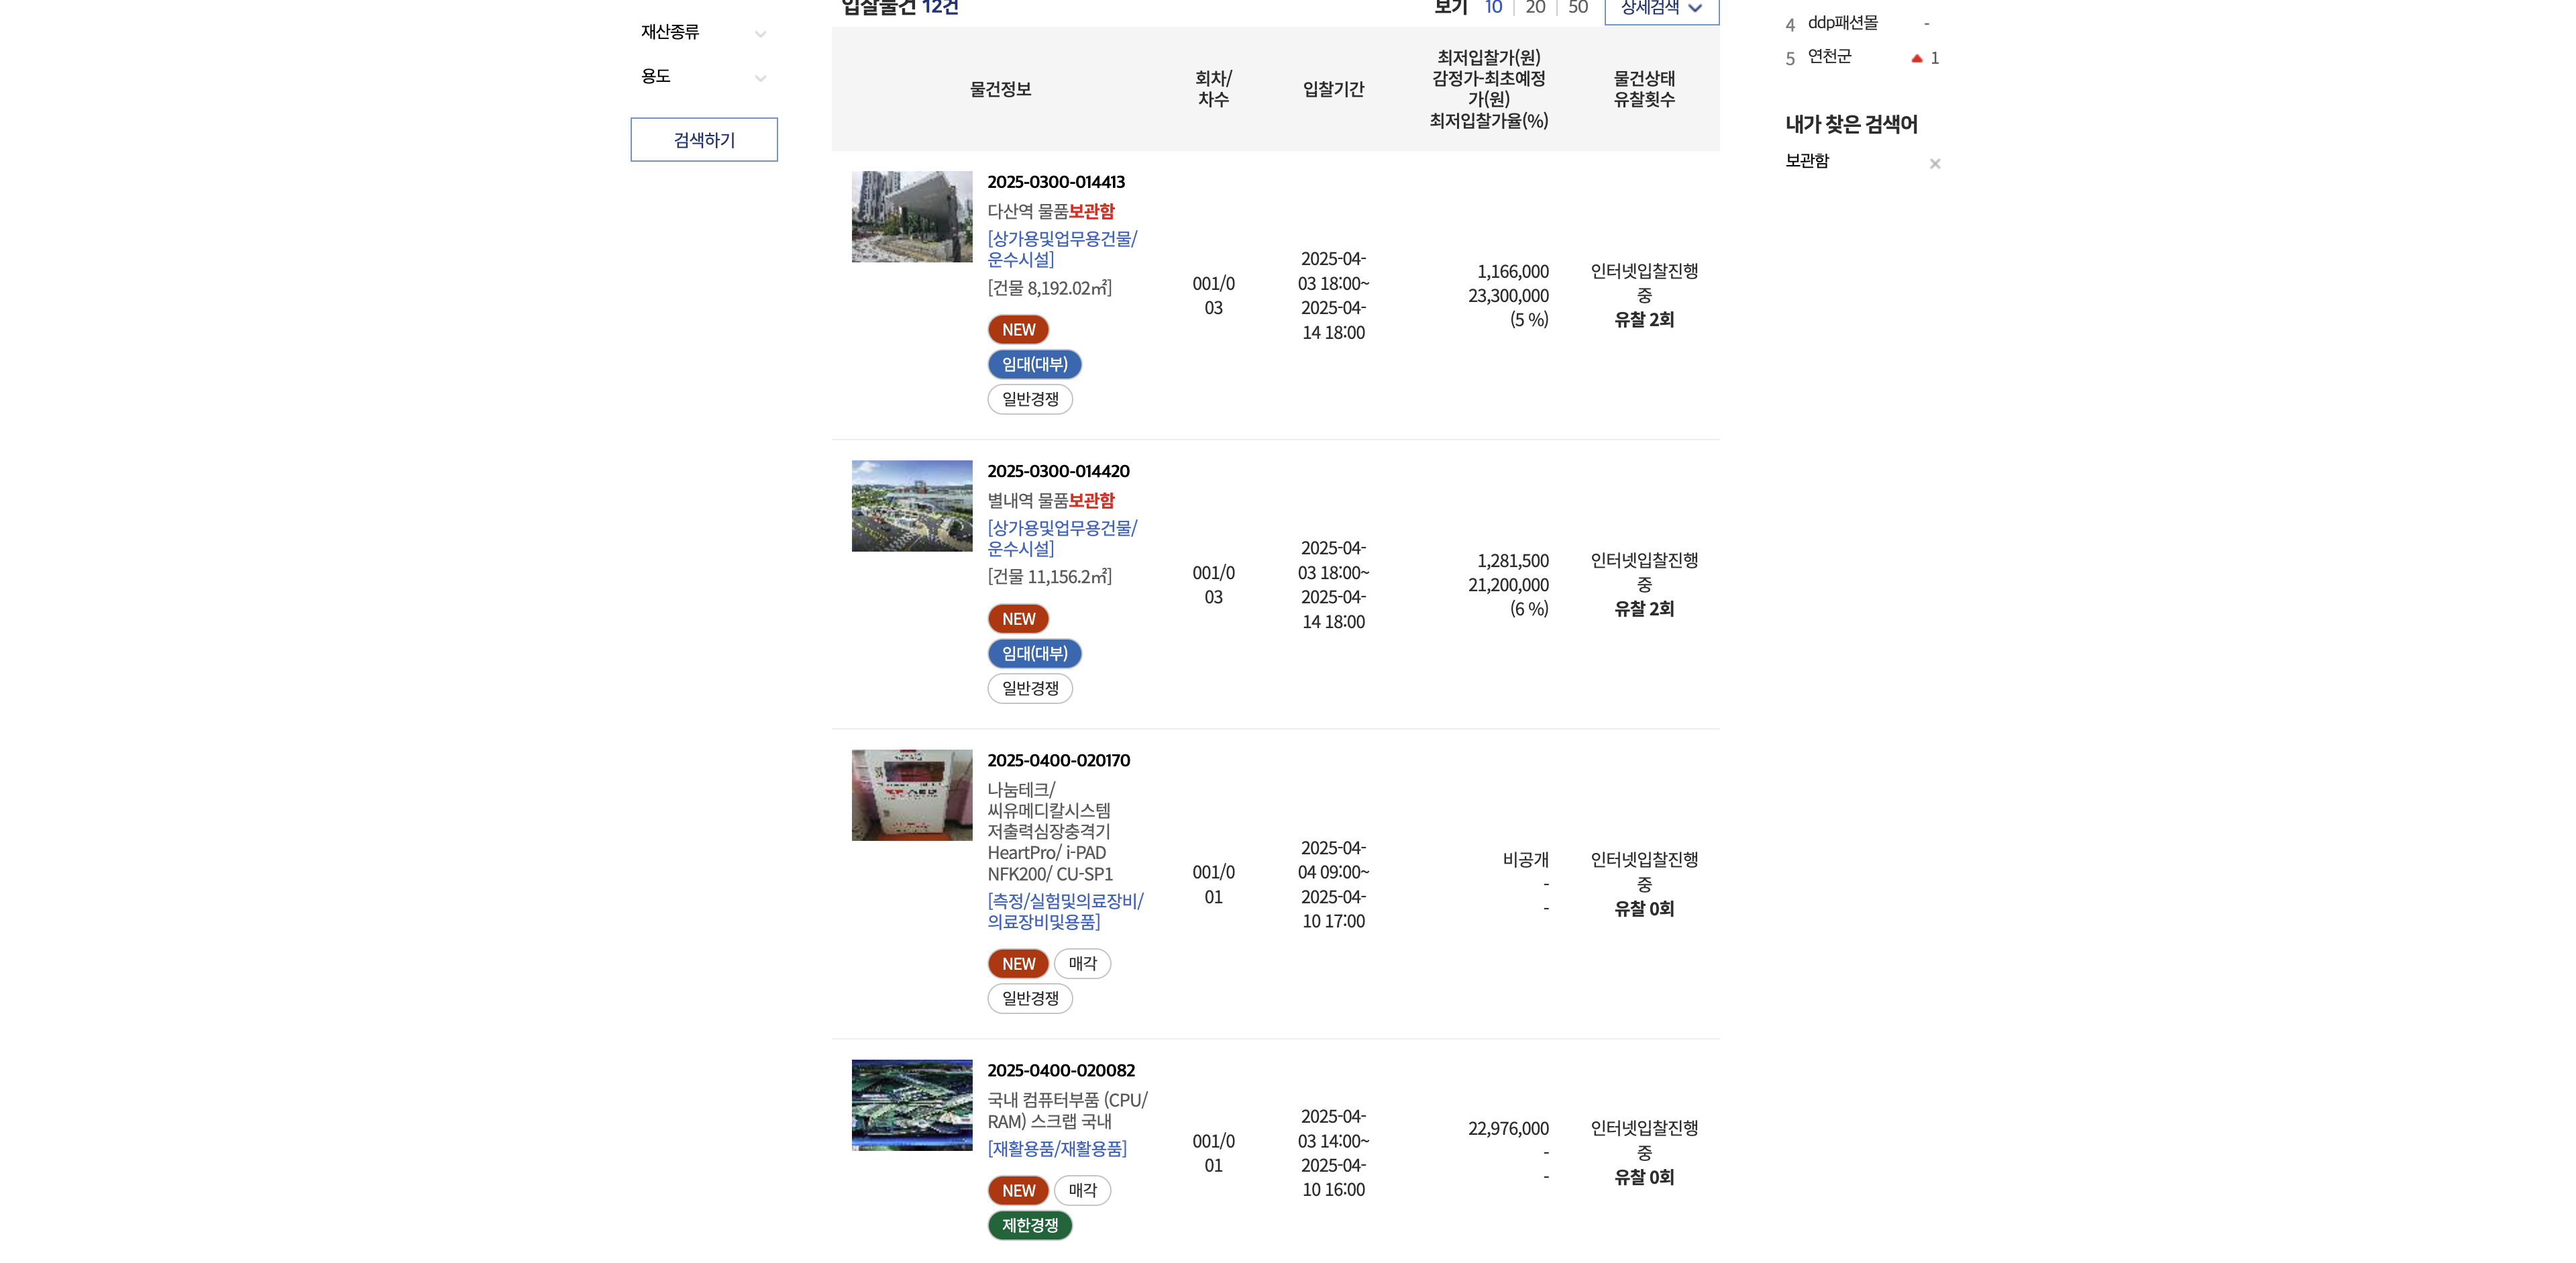 입찰물건 12건
보기 10 20 50 상세검색
재산종류
용도
검색하기
물건정보
회차/
차수
입찰기간
최저입찰가(원)
감정가-최초예정
가(원)
최저입찰가율(%)
물건상태
유찰횟수
2025-0300-014413
다산역 물품보관함
[상가용및업무용건물/
운수시설]
[건물 8,192.02㎡]
NEW
임대(대부)
일반경쟁
001/0
03
2025-04-
03 18:00~
2025-04-
14 18:00
1,166,000
23,300,000
(5 %)
인터넷입찰진행
중
유찰 2회
2025-0300-014420
별내역 물품보관함
[상가용및업무용건물/
운수시설]
[건물 11,156.2㎡]
NEW
임대(대부)
일반경쟁
001/0
03
2025-04-
03 18:00~
2025-04-
14 18:00
1,281,500
21,200,000
(6 %)
인터넷입찰진행
중
유찰 2회
2025-0400-020170
나눔테크/
씨유메디칼시스템
저출력심장충격기
HeartPro/ i-PAD
NFK200/ CU-SP1
[측정/실험및의료장비/
의료장비및용품]
NEW 매각
일반경쟁
001/0
01
2025-04-
04 09:00~
2025-04-
10 17:00
비공개
-
-
인터넷입찰진행
중
유찰 0회
2025-0400-020082
국내 컴퓨터부품 (CPU/
RAM) 스크랩 국내
[재활용품/재활용품]
NEW 매각
제한경쟁
001/0
01
2025-04-
03 14:00~
2025-04-
10 16:00
22,976,000
-
-
인터넷입찰진행
중
유찰 0회
4 ddp패션몰 -
5 연천군 ▲ 1
내가 찾은 검색어
보관함 ×